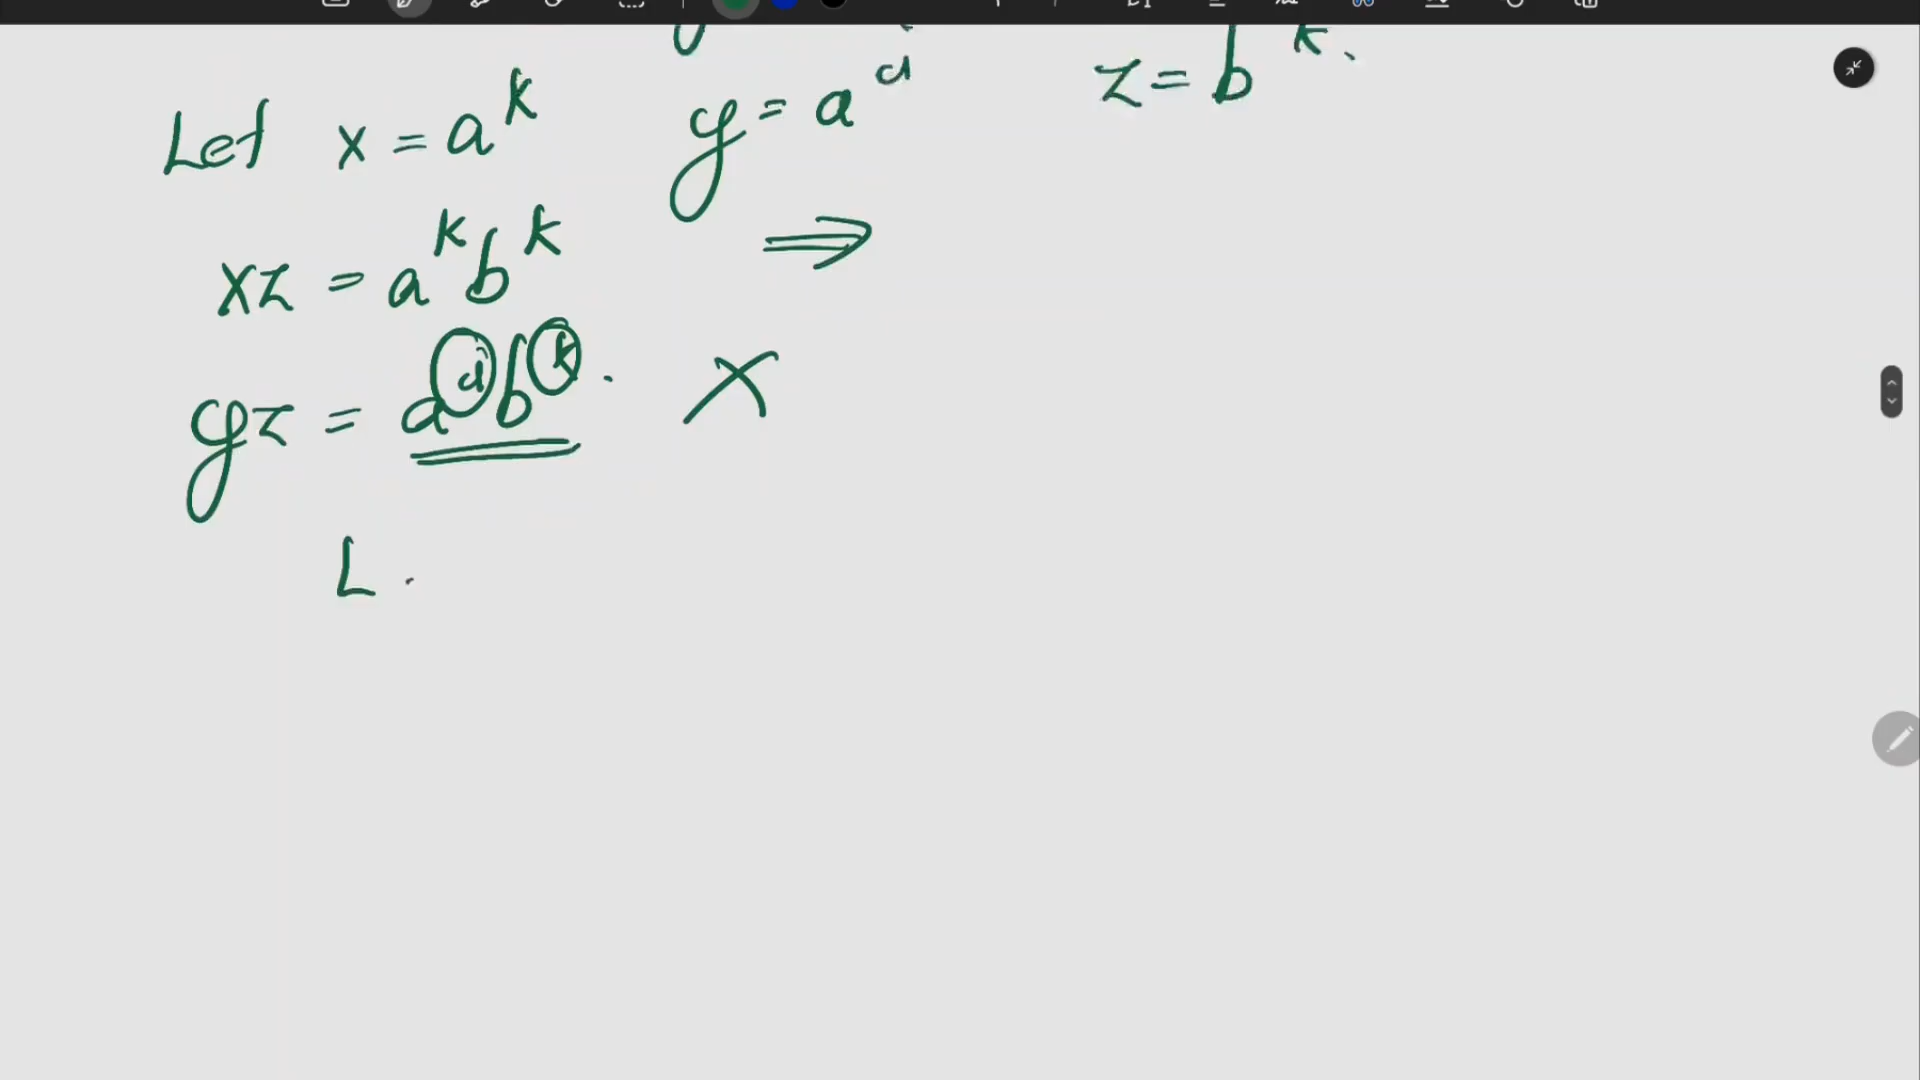 Let x = a^k y = a^d z = b^k.
xz = a^k b^k ⟹
yz = a^d b^k. X
L